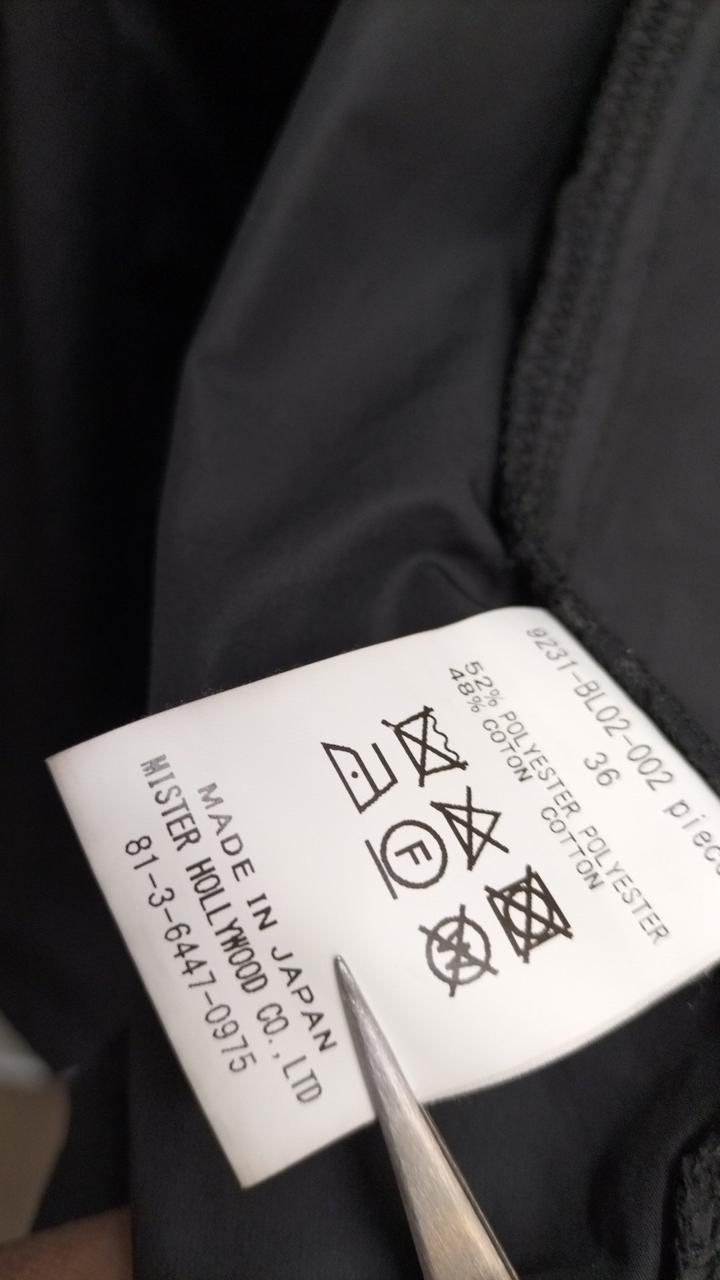 9231-BL02-002 piece
36
52% POLYESTER POLYESTER
48% COTON COTTON
F
W
MADE IN JAPAN
MISTER HOLLYWOOD CO.,LTD
81-3-6447-0975